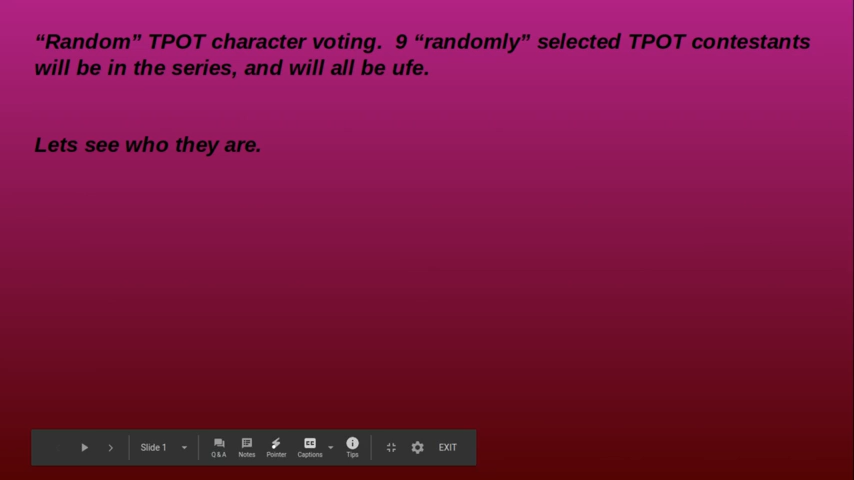 “Random” TPOT character voting.  9 “randomly” selected TPOT contestants
will be in the series, and will all be ufe.
Lets see who they are.
Slide 1
Q & A
Notes
Pointer
CC
Captions
Tips
EXIT